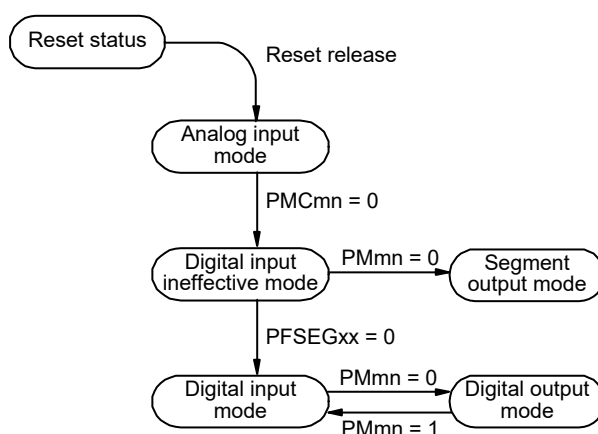 Reset status
Reset release
Analog input
mode
PMCmn = 0
Digital input
ineffective mode
PMmn = 0
Segment
output mode
PFSEGxx = 0
Digital input
mode
PMmn = 0
Digital output
mode
PMmn = 1